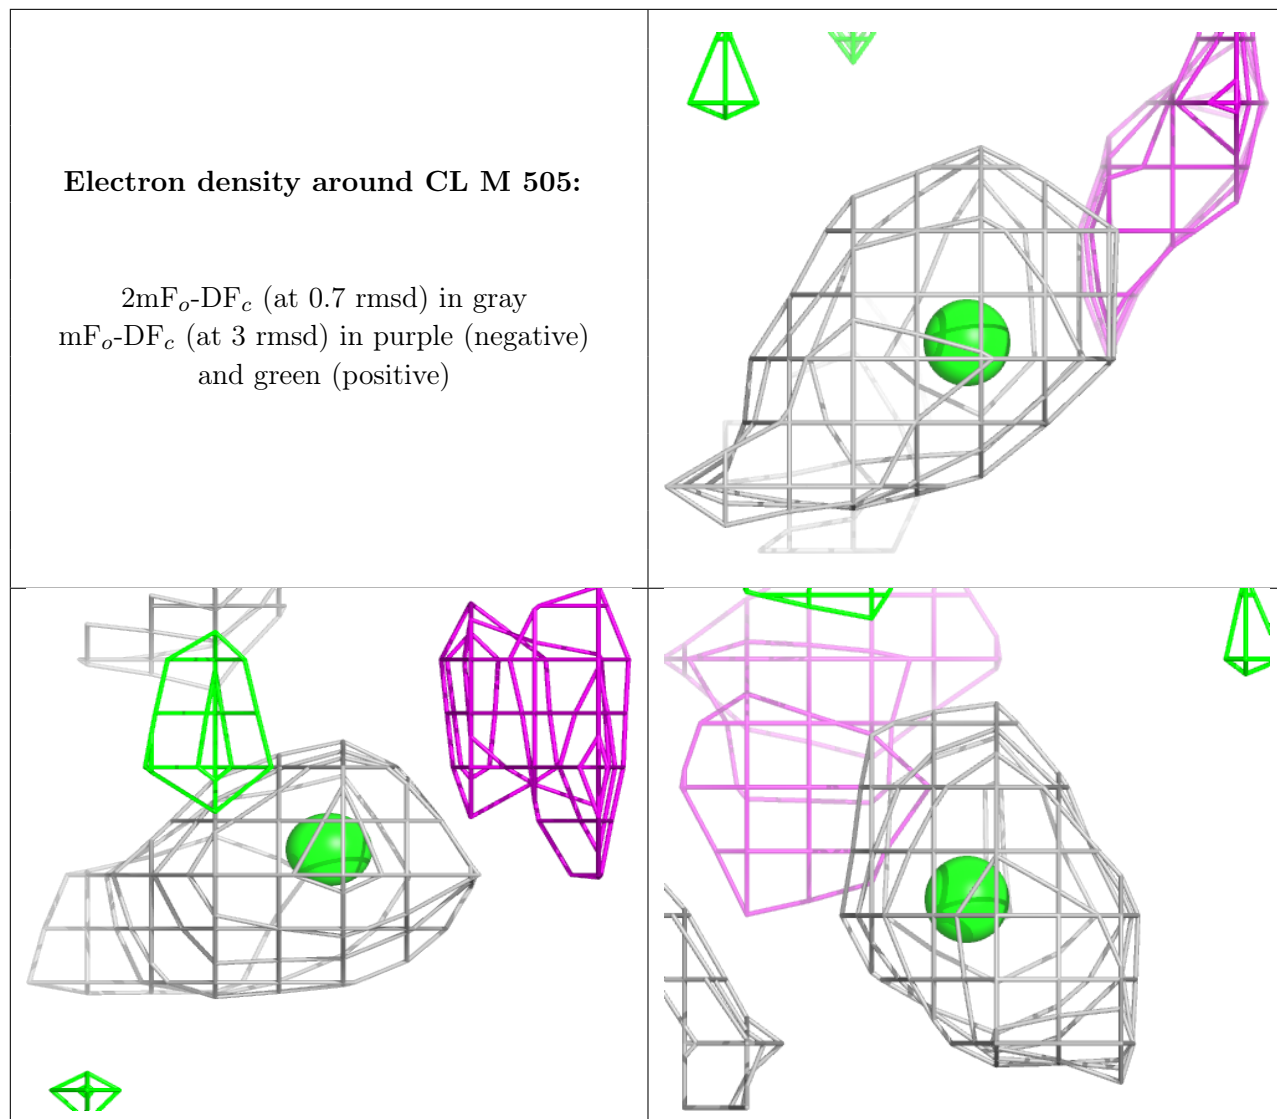 Electron density around CL M 505:
2mFo-DFc (at 0.7 rmsd) in gray
mFo-DFc (at 3 rmsd) in purple (negative)
and green (positive)